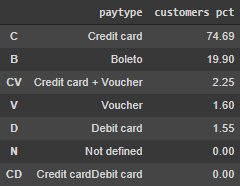 paytype customers pct
C Credit card 74.69
B Boleto 19.90
CV Credit card + Voucher 2.25
V Voucher 1.60
D Debit card 1.55
N Not defined 0.00
CD Credit cardDebit card 0.00